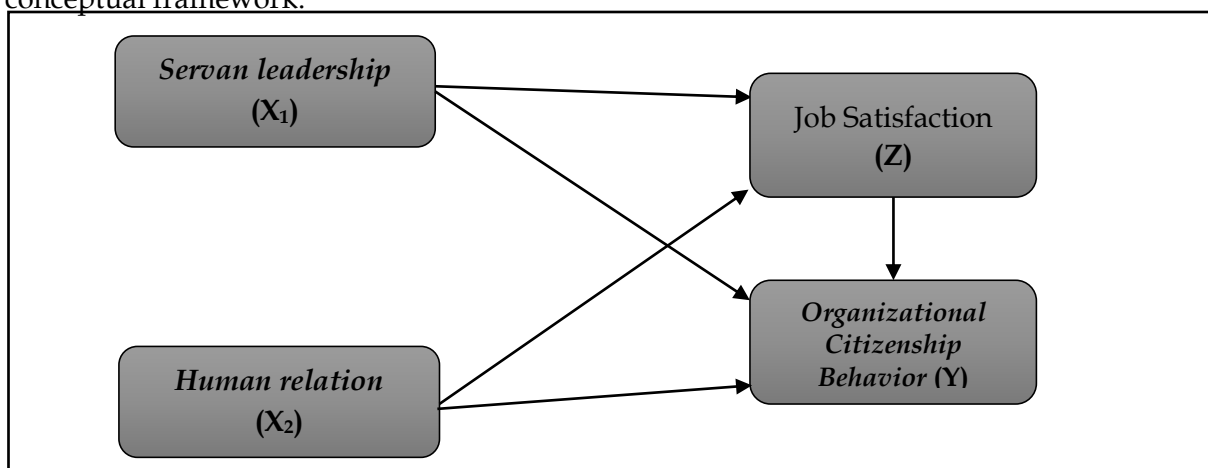 conceptual framework.
Servan leadership
(X₁)
Job Satisfaction
(Z)
Organizational
Citizenship
Behavior (Y)
Human relation
(X₂)